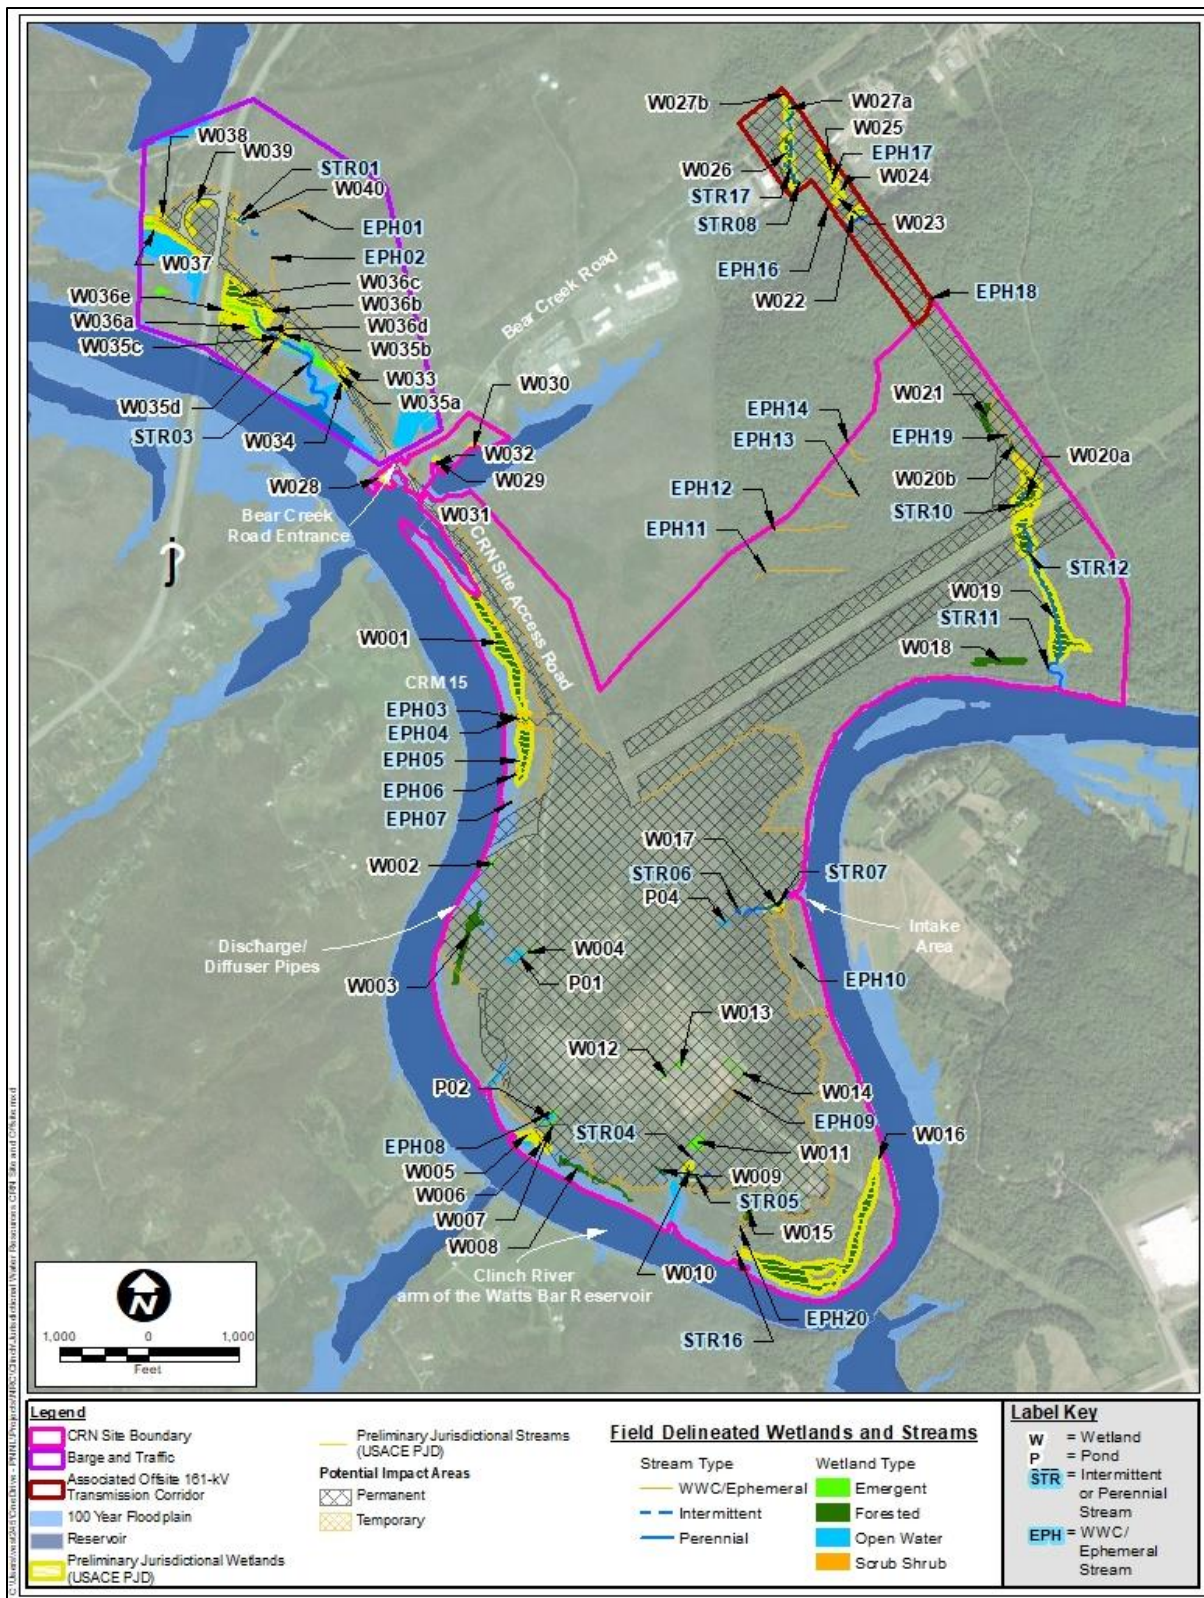 W027b
W027a
W038
W025
W039
EPH17
STR01
W026
W024
W040
STR17
EPH01
STR08
W023
EPH02
W037
EPH16
W036c
W022
W036e
W036b
EPH18
W036a
W036d
Bear Creek Road
W035c
W035b
W033
W030
W035a
W021
W035d
EPH14
STR03
W034
EPH13
EPH19
W032
W020a
W028
W029
W020b
EPH12
STR10
Bear Creek
Road Entrance
W031
EPH11
j
CRN Site Access Road
STR12
W019
STR11
W001
W018
CRM 15
EPH03
EPH04
EPH05
EPH06
EPH07
W017
W002
STR07
STR06
P04
Discharge/
Diffuser Pipes
W004
Intake
Area
W003
P01
EPH10
W013
W012
W014
P02
EPH09
STR04
EPH08
W016
W011
W005
W009
W006
STR05
W007
W015
W008
W010
Clinch River
arm of the Watts Bar Reservoir
EPH20
STR16
N
1,000 0 1,000
Feet
Legend
CRN Site Boundary
Barge and Traffic
Associated Offsite 161-kV
Transmission Corridor
100 Year Floodplain
Reservoir
Preliminary Jurisdictional Wetlands
(USACE PJD)
Preliminary Jurisdictional Streams
(USACE PJD)
Potential Impact Areas
Permanent
Temporary
Field Delineated Wetlands and Streams
Stream Type
WWC/Ephemeral
Intermittent
Perennial
Wetland Type
Emergent
Forested
Open Water
Scrub Shrub
Label Key
W = Wetland
P = Pond
STR = Intermittent
or Perennial
Stream
EPH = WWC/
Ephemeral
Stream